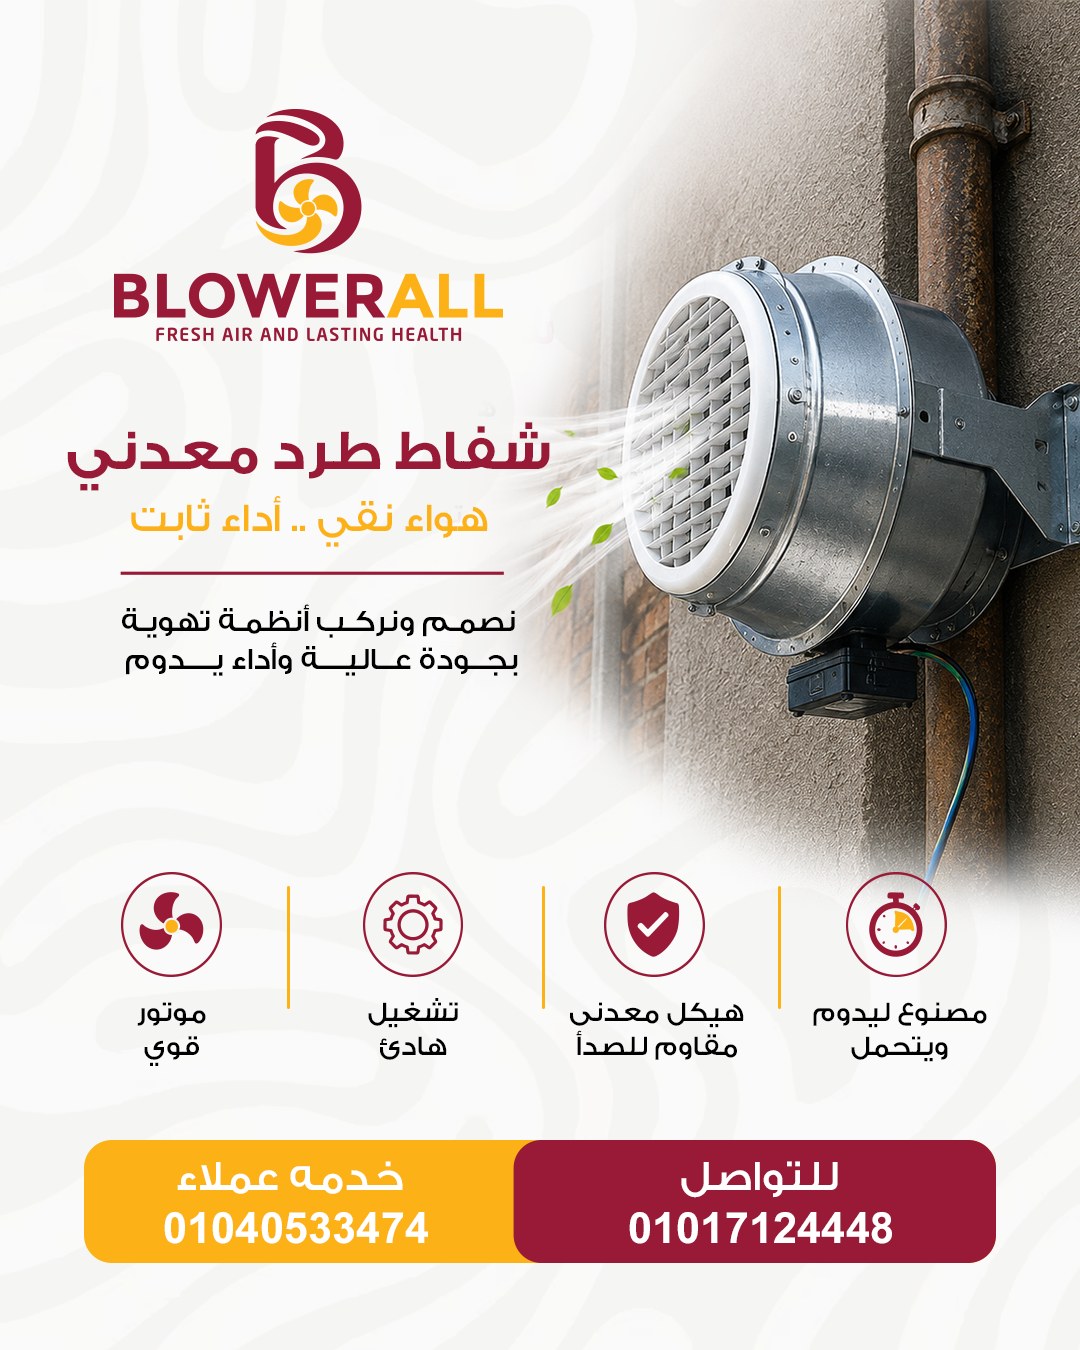 BLOWERALL
FRESH AIR AND LASTING HEALTH
شفاط طرد معدني
هواء نقي .. أداء ثابت
نصمم ونركب أنظمة تهوية
بجودة عالية وأداء يدوم
مصنوع ليدوم
ويتحمل
هيكل معدنى
مقاوم للصدأ
تشغيل
هادئ
موتور
قوي
للتواصل
01017124448
خدمه عملاء
01040533474